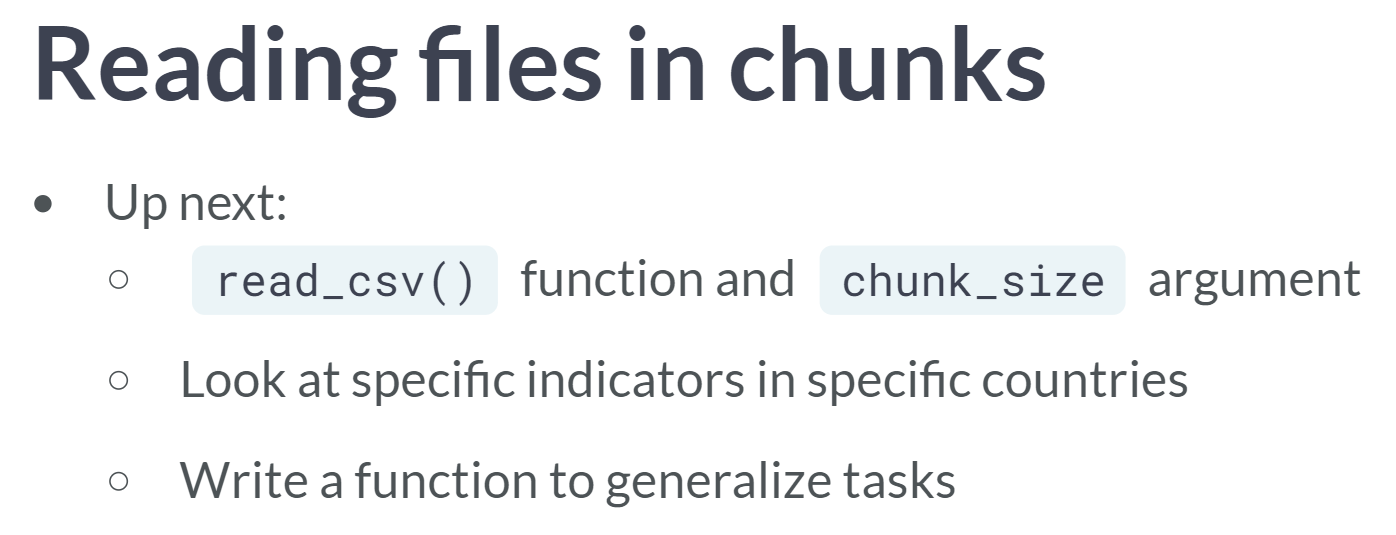 Reading files in chunks
• Up next:
○ read_csv() function and chunk_size argument
○ Look at specific indicators in specific countries
○ Write a function to generalize tasks